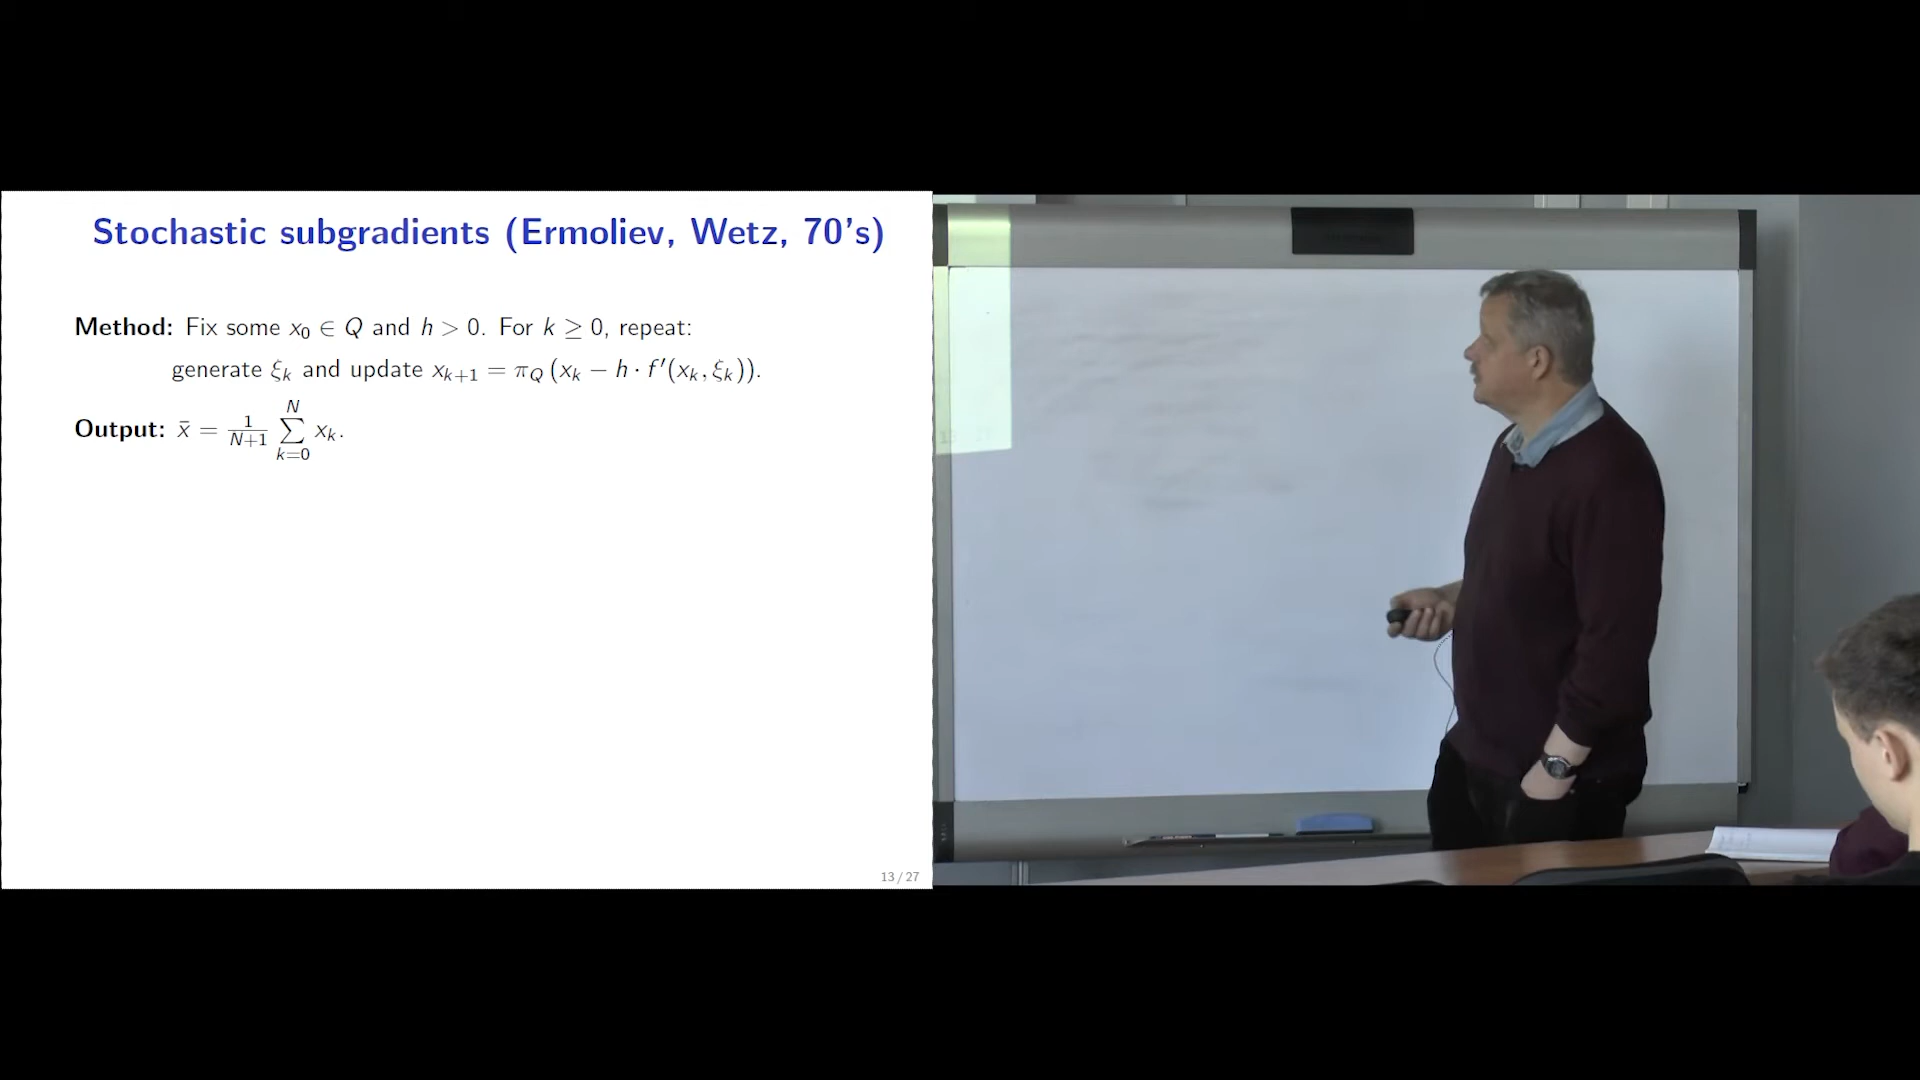 Stochastic subgradients (Ermoliev, Wetz, 70's)
Method: Fix some x₀ ∈ Q and h > 0. For k ≥ 0, repeat:
generate ξₖ and update xₖ₊₁ = π_Q (xₖ − h · f′(xₖ, ξₖ)).
Output: x̄ = 1/(N+1) ∑_{k=0}^{N} xₖ.
13 / 27